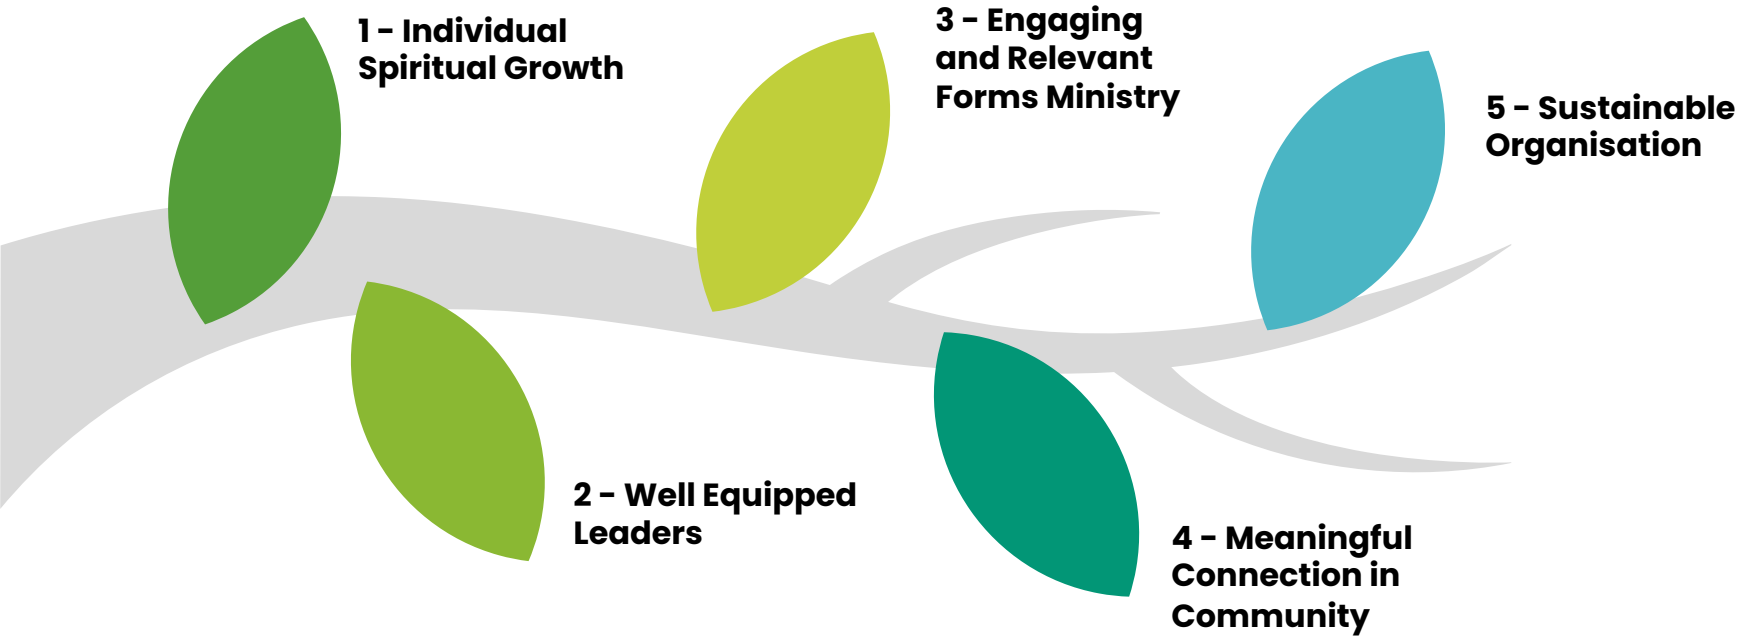 1 - Individual
Spiritual Growth
2 - Well Equipped
Leaders
3 - Engaging
and Relevant
Forms Ministry
4 - Meaningful
Connection in
Community
5 - Sustainable
Organisation